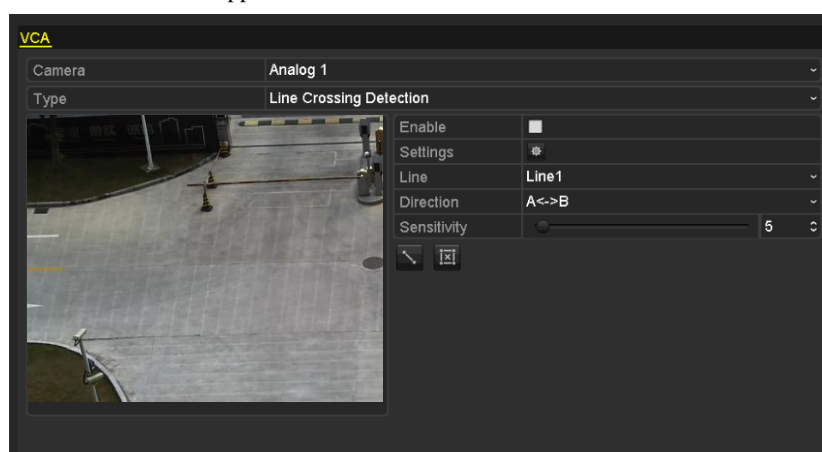 VCA
Camera Analog 1
Type Line Crossing Detection
Enable
Settings
Line Line1
Direction A<->B
Sensitivity 5